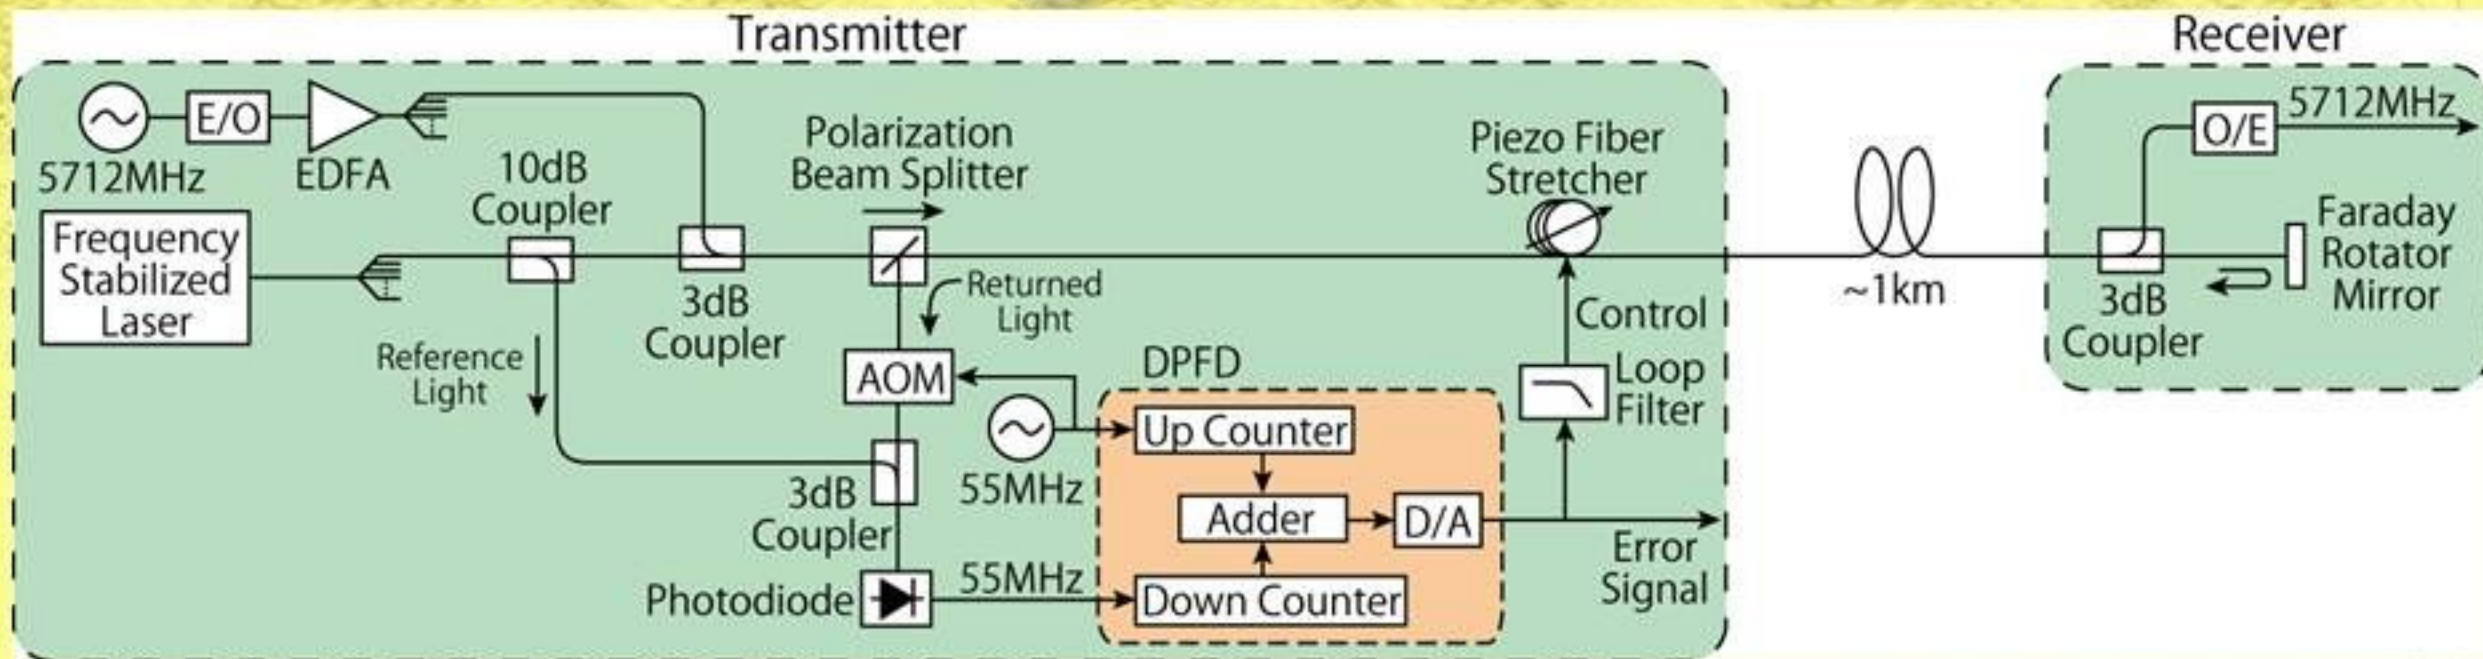 Transmitter
Receiver
E/O
5712MHz
EDFA
Frequency
Stabilized
Laser
10dB
Coupler
Reference
Light
3dB
Coupler
Polarization
Beam Splitter
Returned
Light
AOM
55MHz
3dB
Coupler
Photodiode
55MHz
DPFD
Up Counter
Adder
D/A
Down Counter
Piezo Fiber
Stretcher
Control
Loop
Filter
Error
Signal
~1km
O/E
5712MHz
3dB
Coupler
Faraday
Rotator
Mirror